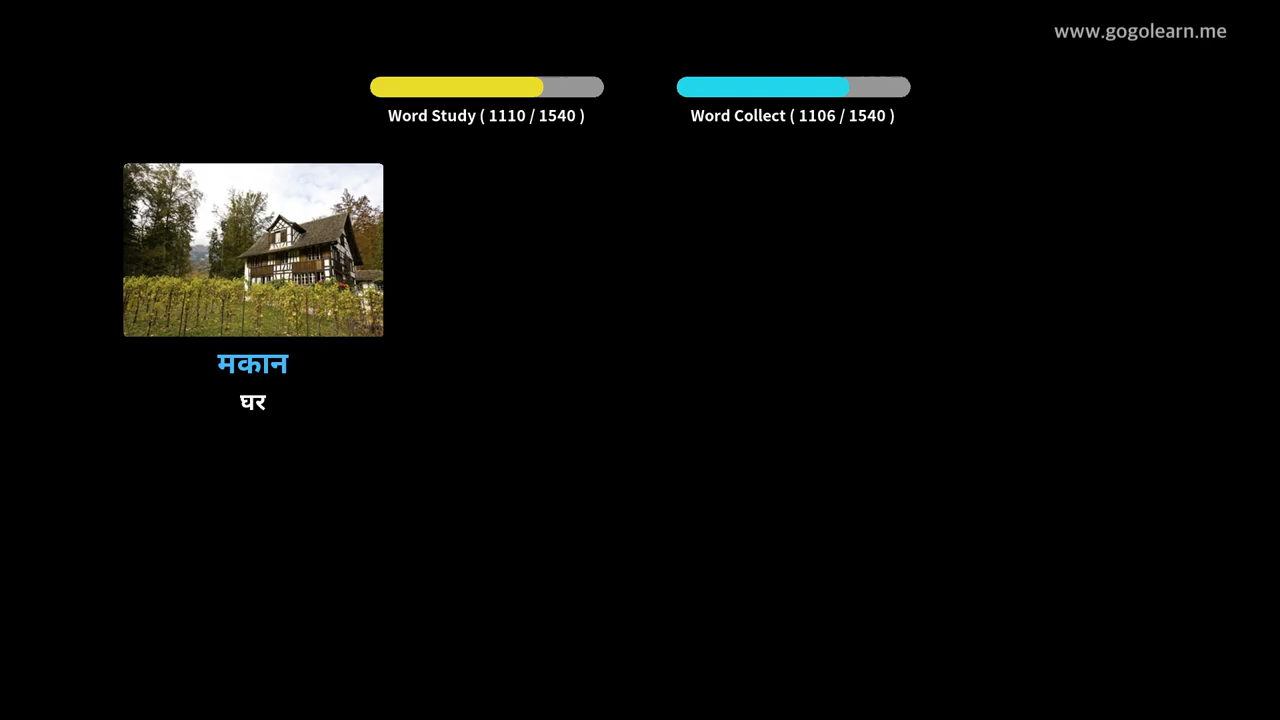 www.gogolearn.me
Word Study ( 1110 / 1540 )
Word Collect ( 1106 / 1540 )
मकान
घर